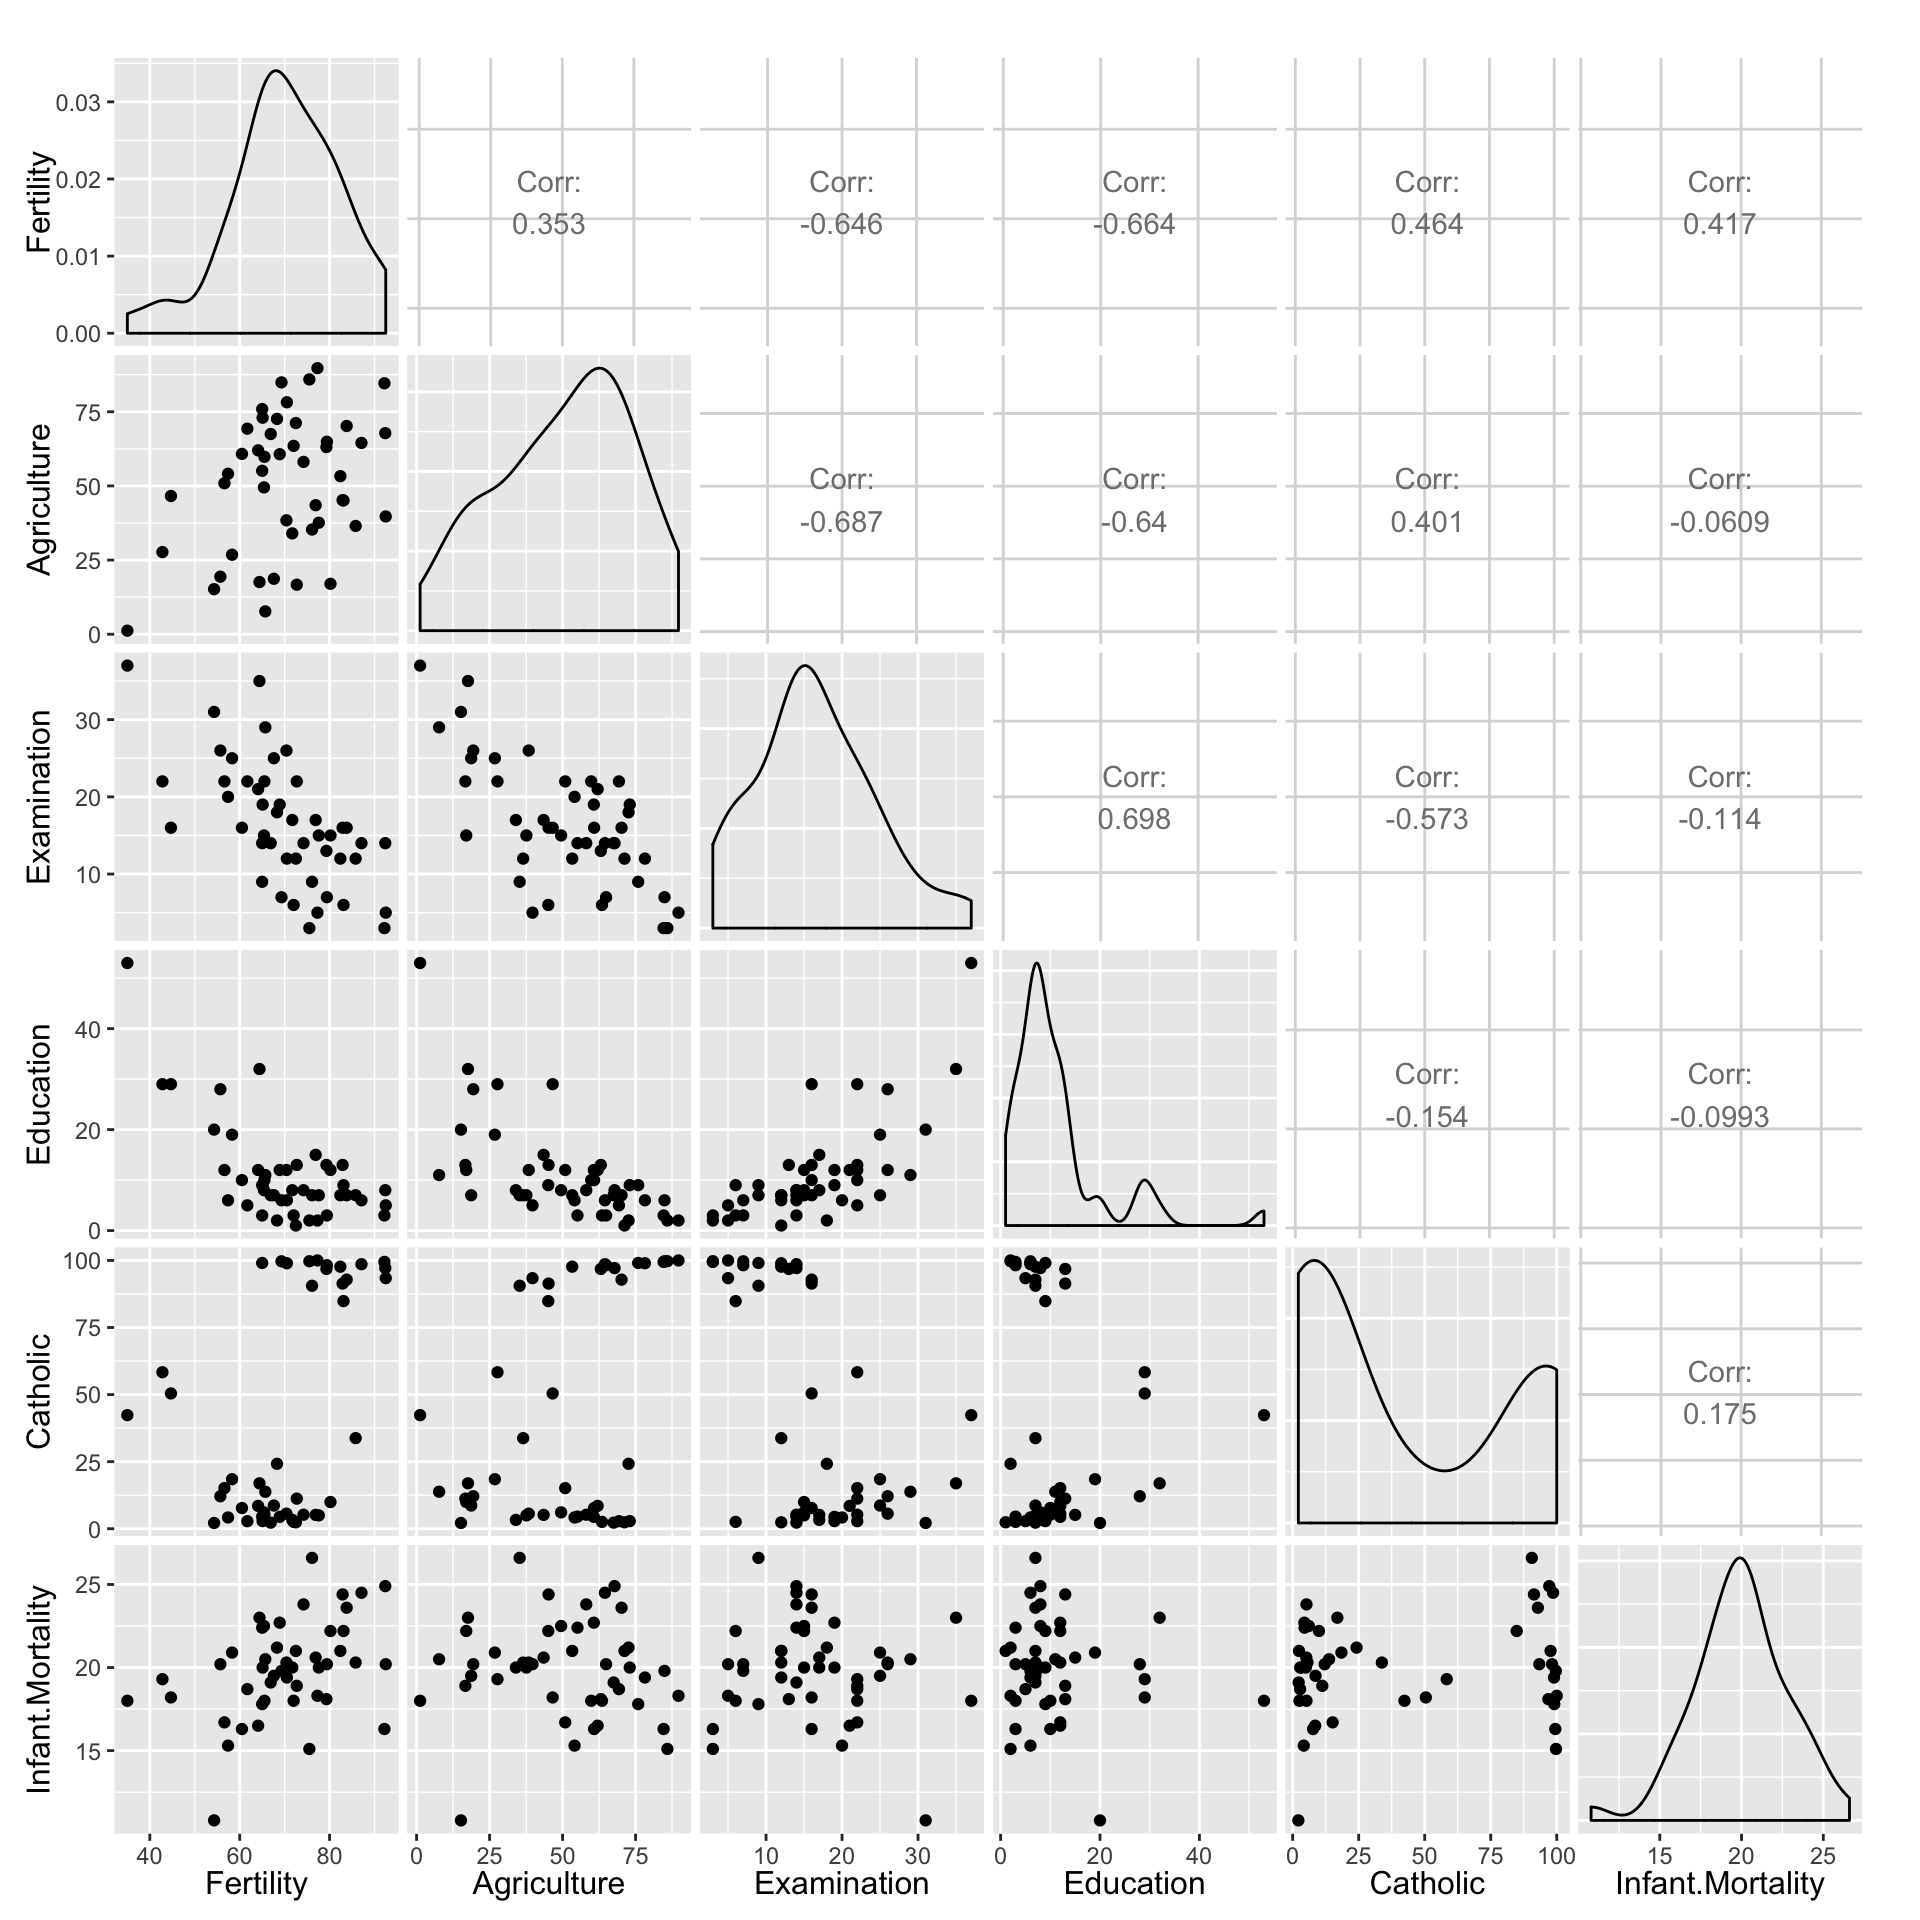 Fertility
0.03
0.02
0.01
0.00
Corr:
0.353
Corr:
-0.646
Corr:
-0.664
Corr:
0.464
Corr:
0.417
Agriculture
75
50
25
0
Corr:
-0.687
Corr:
-0.64
Corr:
0.401
Corr:
-0.0609
Examination
30
20
10
Corr:
0.698
Corr:
-0.573
Corr:
-0.114
Education
40
20
0
Corr:
-0.154
Corr:
-0.0993
Catholic
100
75
50
25
0
Corr:
0.175
Infant.Mortality
25
20
15
40 60 80
0 25 50 75
10 20 30
0 20 40
0 25 50 75 100
15 20 25
Fertility
Agriculture
Examination
Education
Catholic
Infant.Mortality